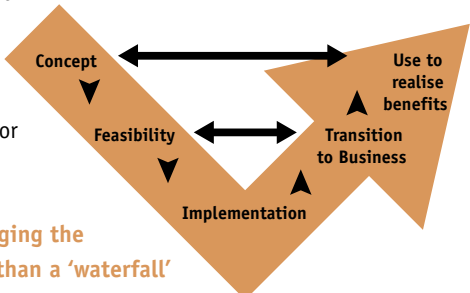 Concept
Use to
realise
benefits
or
Feasibility
Transition
to Business
Implementation
ging the
than a ‘waterfall’